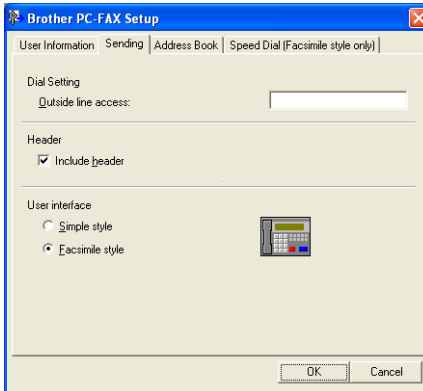 Brother PC-FAX Setup
User Information Sending Address Book Speed Dial (Facsimile style only)
Dial Setting
Outside line access:
Header
Include header
User interface
Simple style
Facsimile style
OK Cancel